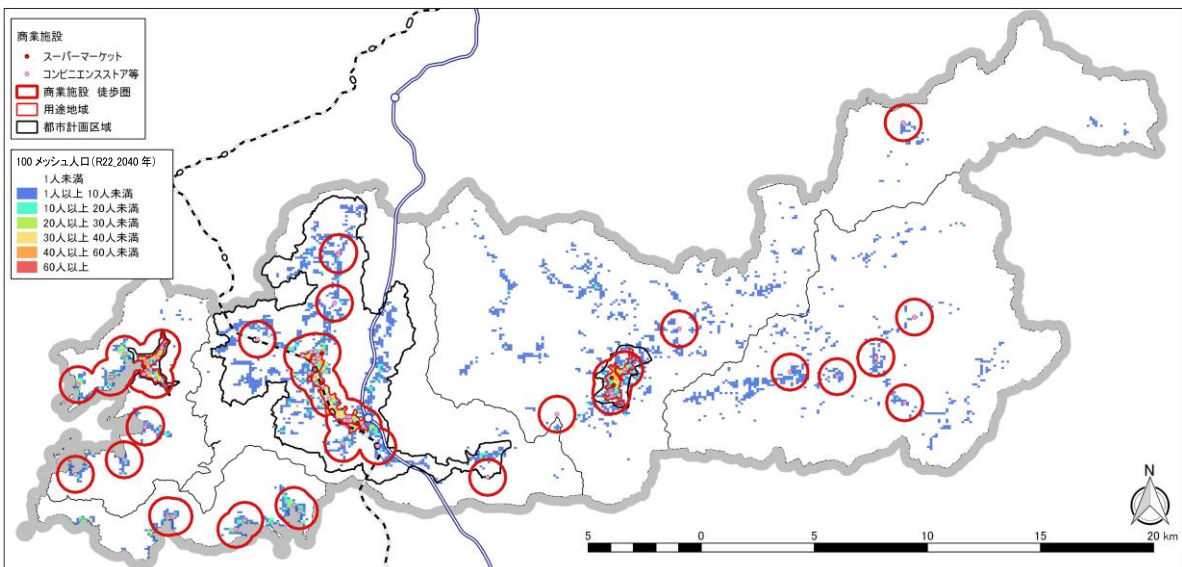 商業施設
スーパーマーケット
コンビニエンスストア等
商業施設 徒歩圏
用途地域
都市計画区域
100 メッシュ人口(R22_2040 年)
1人未満
1人以上 10人未満
10人以上 20人未満
20人以上 30人未満
30人以上 40人未満
40人以上 60人未満
60人以上
N
5 0 5 10 15 20 km